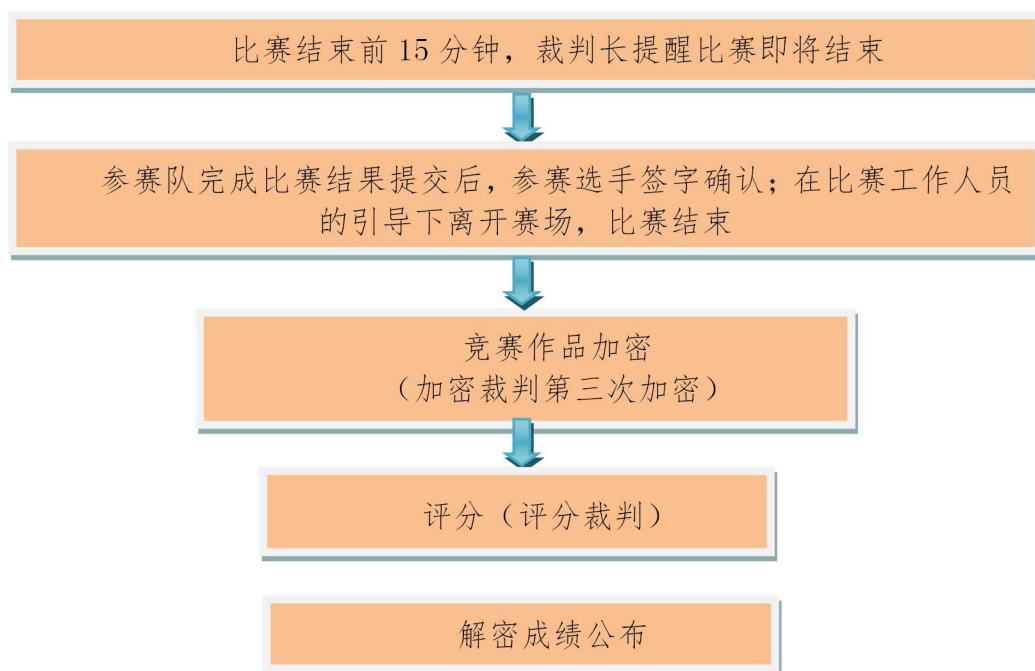 比赛结束前 15 分钟，裁判长提醒比赛即将结束
参赛队完成比赛结果提交后，参赛选手签字确认；在比赛工作人员
的引导下离开赛场，比赛结束
竞赛作品加密
（加密裁判第三次加密）
评分（评分裁判）
解密成绩公布